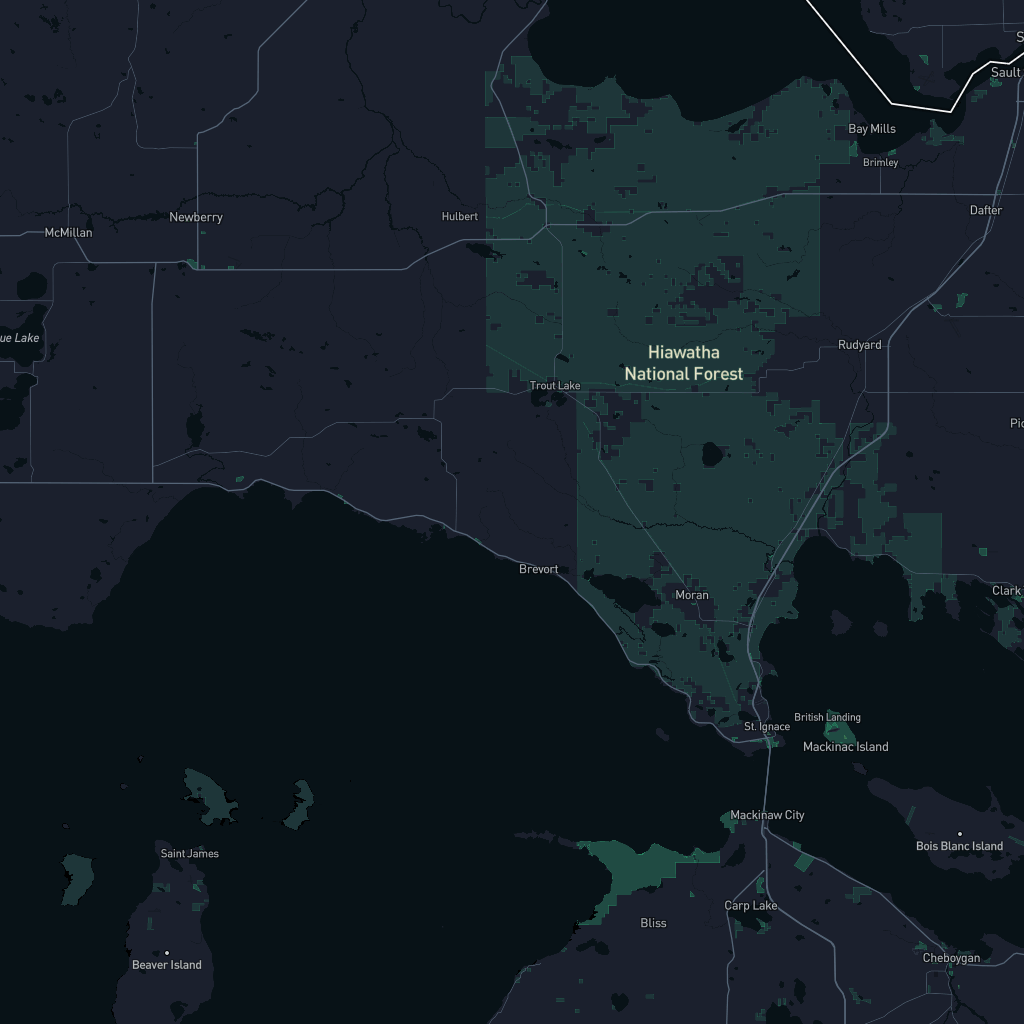 S
Sault
Bay Mills
Brimley
Dafter
Hulbert
Newberry
McMillan
ue Lake
Rudyard
Hiawatha
National Forest
Trout Lake
Pic
Brevort
Moran
Clark
British Landing
St. Ignace
Mackinac Island
Mackinaw City
Bois Blanc Island
Saint James
Carp Lake
Bliss
Cheboygan
Beaver Island